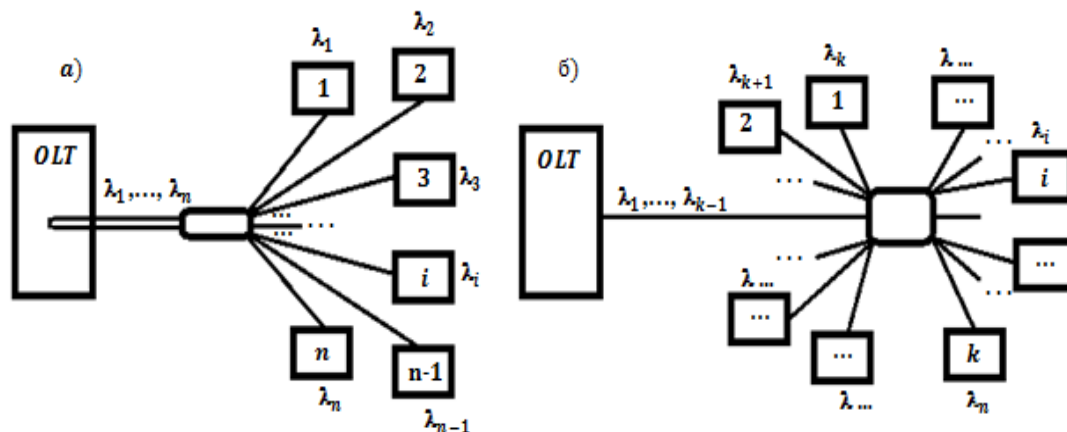 а)
λ₁
λ₂
1
2
OLT
λ₁,…, λₙ
3
λ₃
...
...
...
i
λᵢ
n
λₙ
n-1
λₙ₋₁
б)
λₖ₊₁
λₖ
λ ...
2
1
...
OLT
...
λᵢ
i
...
λ₁,…, λₖ₋₁
...
...
...
λ ...
...
...
λ ...
k
λₙ